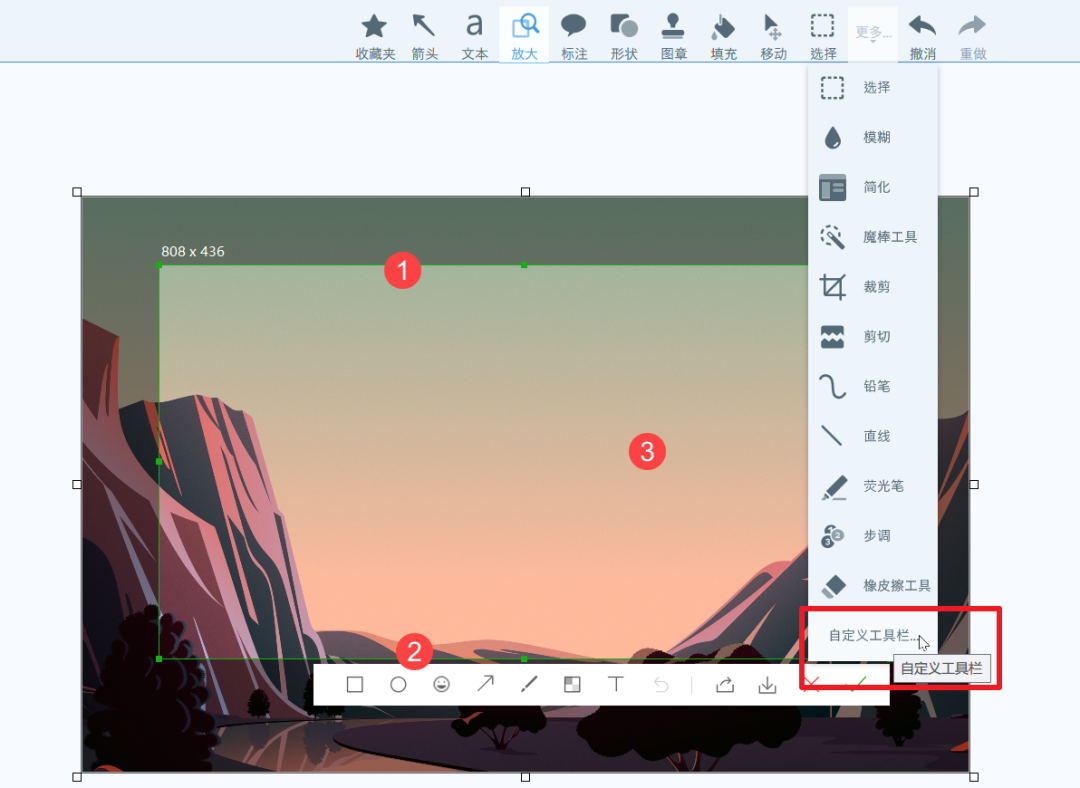 收藏夹
箭头
a
文本
放大
标注
形状
图章
填充
移动
选择
更多...
撤消
重做
选择
模糊
简化
魔棒工具
裁剪
剪切
铅笔
直线
荧光笔
步调
橡皮擦工具
自定义工具栏...
自定义工具栏
808 x 436
1
3
2
T